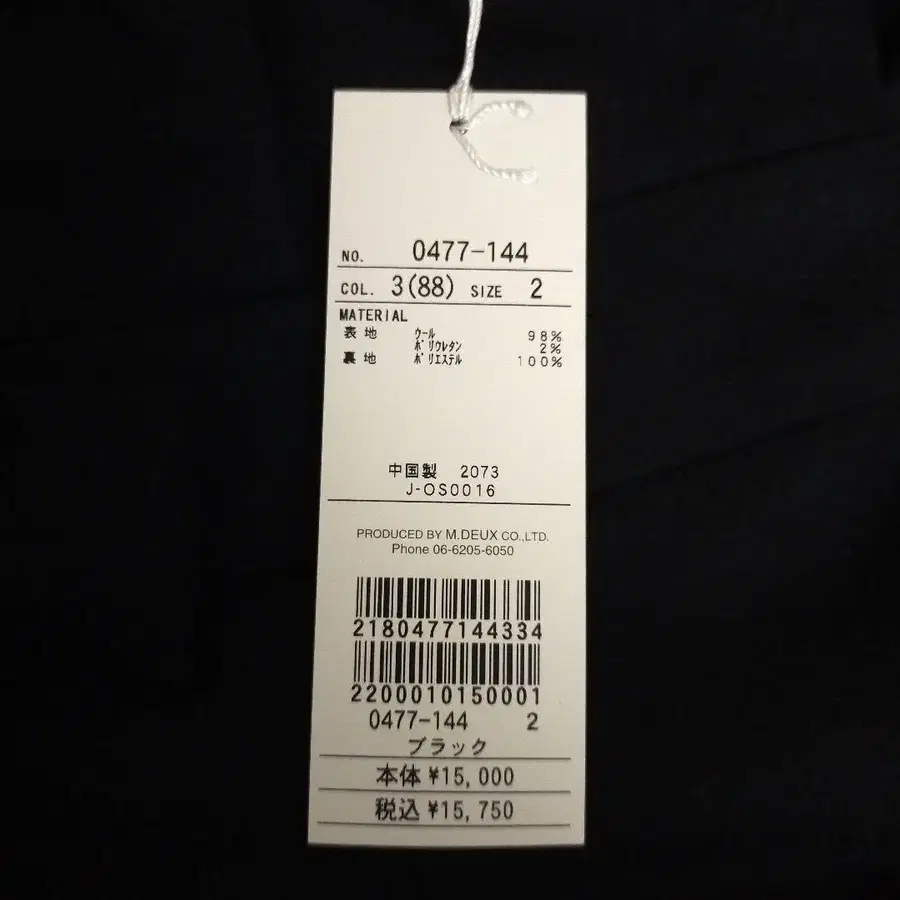 NO. 0477-144
COL. 3(88) SIZE 2
MATERIAL
表地 ウール 98%
ポリウレタン 2%
裏地 ポリエステル 100%
中国製 2073
J-OS0016
PRODUCED BY M.DEUX CO.,LTD.
Phone 06-6205-6050
2180477144334
2200010150001
0477-144 2
ブラック
本体 ¥15,000
税込 ¥15,750